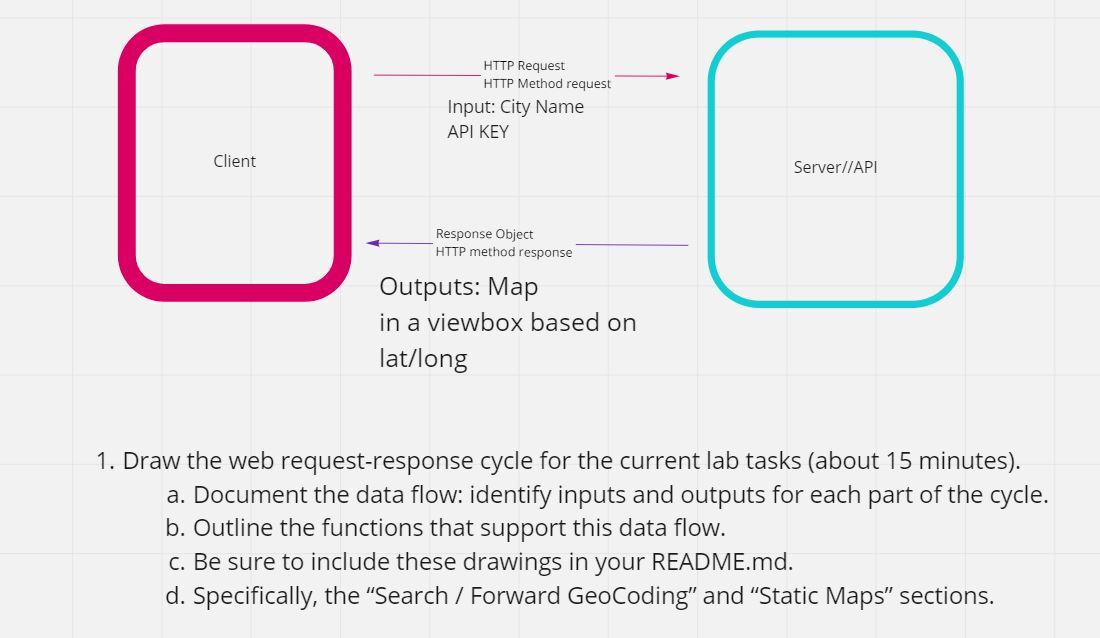 HTTP Request
HTTP Method request
Input: City Name
API KEY
Client
Server//API
Response Object
HTTP method response
Outputs: Map
in a viewbox based on
lat/long
1. Draw the web request-response cycle for the current lab tasks (about 15 minutes).
a. Document the data flow: identify inputs and outputs for each part of the cycle.
b. Outline the functions that support this data flow.
c. Be sure to include these drawings in your README.md.
d. Specifically, the “Search / Forward GeoCoding” and “Static Maps” sections.